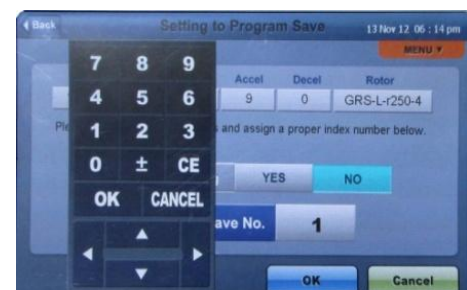 Back
Setting to Program Save
13 Nov 12 06 : 14 pm
MENU
7 8 9
Accel Decel Rotor
4 5 6
9 0 GRS-L-r250-4
1 2 3
s and assign a proper index number below.
0 ± CE
YES NO
OK CANCEL
ave No. 1
OK Cancel